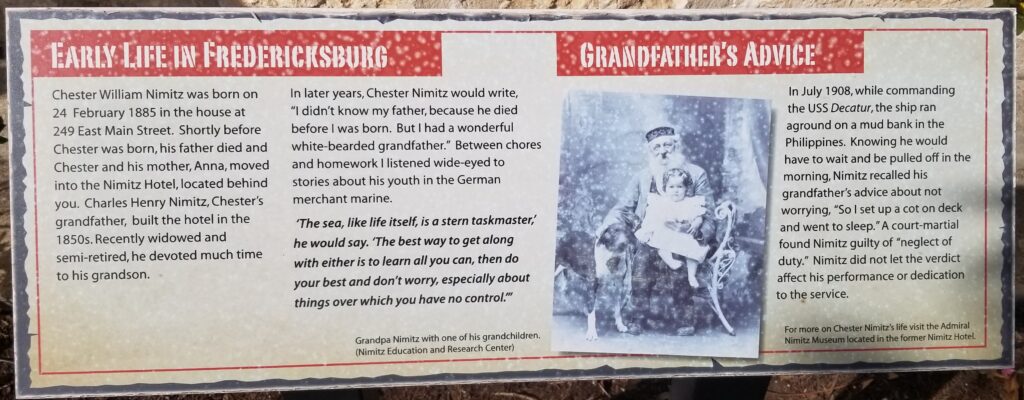 EARLY LIFE IN FREDERICKSBURG
Chester William Nimitz was born on
24 February 1885 in the house at
249 East Main Street. Shortly before
Chester was born, his father died and
Chester and his mother, Anna, moved
into the Nimitz Hotel, located behind
you. Charles Henry Nimitz, Chester's
grandfather, built the hotel in the
1850s. Recently widowed and
semi-retired, he devoted much time
to his grandson.
In later years, Chester Nimitz would write,
"I didn't know my father, because he died
before I was born. But I had a wonderful
white-bearded grandfather." Between chores
and homework I listened wide-eyed to
stories about his youth in the German
merchant marine.
'The sea, like life itself, is a stern taskmaster,'
he would say. 'The best way to get along
with either is to learn all you can, then do
your best and don't worry, especially about
things over which you have no control.'"
Grandpa Nimitz with one of his grandchildren.
(Nimitz Education and Research Center)
GRANDFATHER'S ADVICE
In July 1908, while commanding
the USS Decatur, the ship ran
aground on a mud bank in the
Philippines. Knowing he would
have to wait and be pulled off in the
morning, Nimitz recalled his
grandfather's advice about not
worrying, "So I set up a cot on deck
and went to sleep." A court-martial
found Nimitz guilty of "neglect of
duty." Nimitz did not let the verdict
affect his performance or dedication
to the service.
For more on Chester Nimitz's life visit the Admiral
Nimitz Museum located in the former Nimitz Hotel.